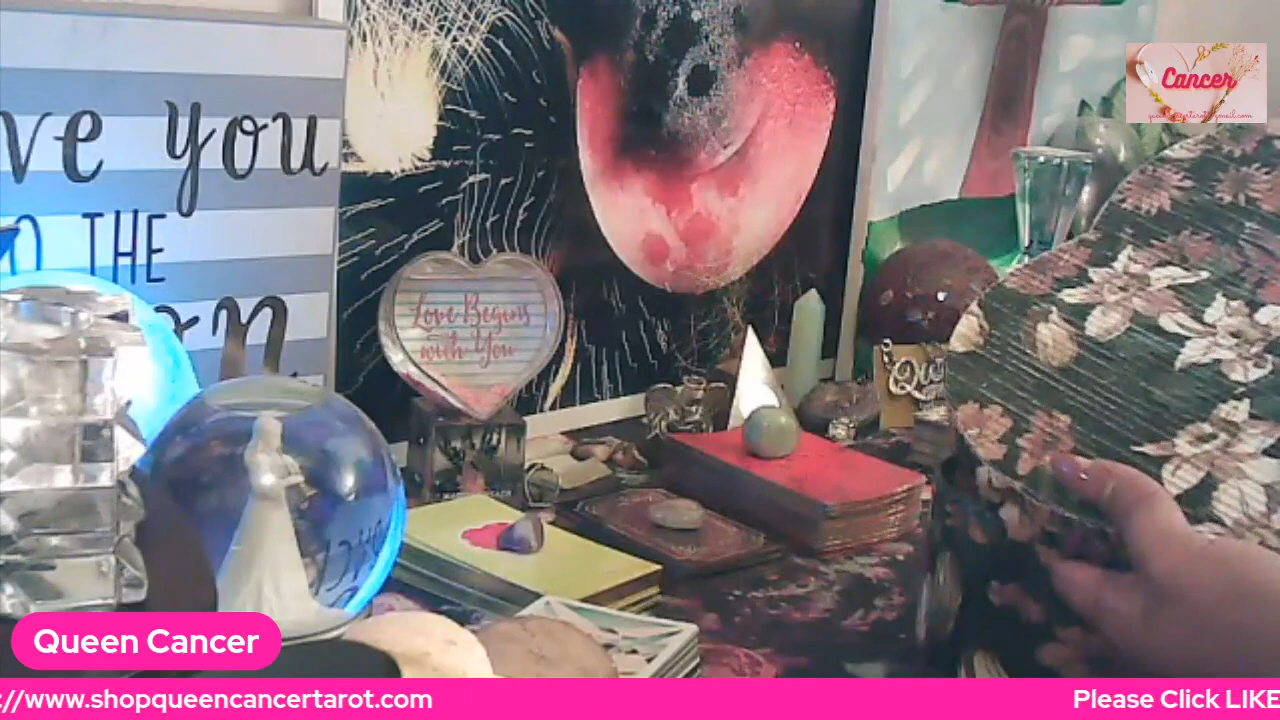 ve you
THE
Love Begins
with You
Cancer
Queen Cancer
://www.shopqueencancertarot.com
Please Click LIKE